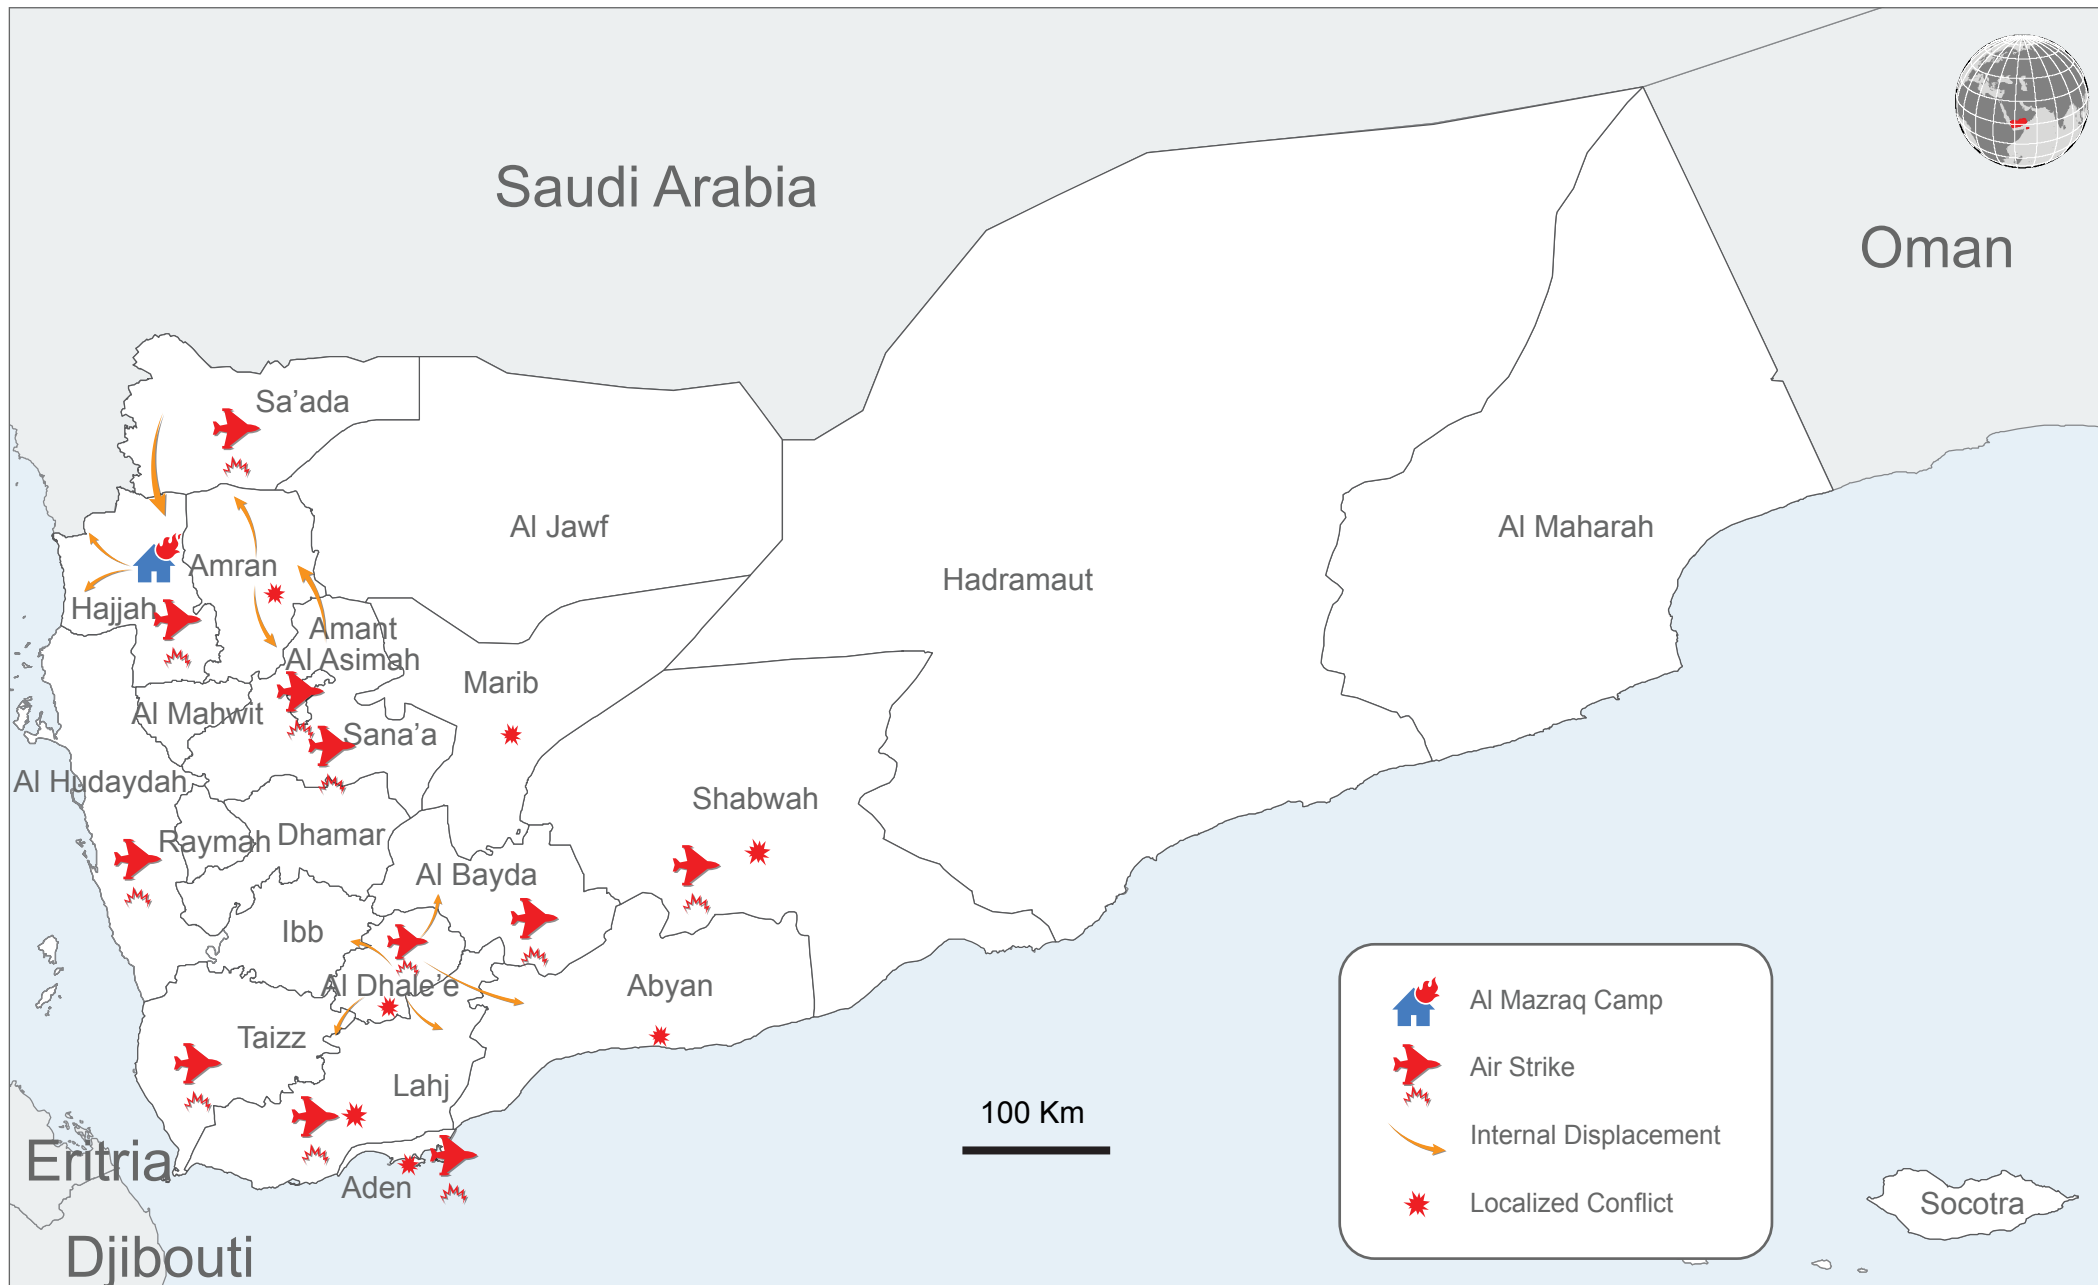 Saudi Arabia
Oman
Sa’ada
Al Jawf
Al Maharah
Amran
Hadramaut
Hajjah
Amant
Al Asimah
Marib
Al Mahwit
Sana’a
Al Hudaydah
Shabwah
Raymah
Dhamar
Al Bayda
Ibb
Al Dhale’e
Abyan
Taizz
Lahj
Aden
Eritria
Djibouti
100 Km
Al Mazraq Camp
Air Strike
Internal Displacement
Localized Conflict
Socotra